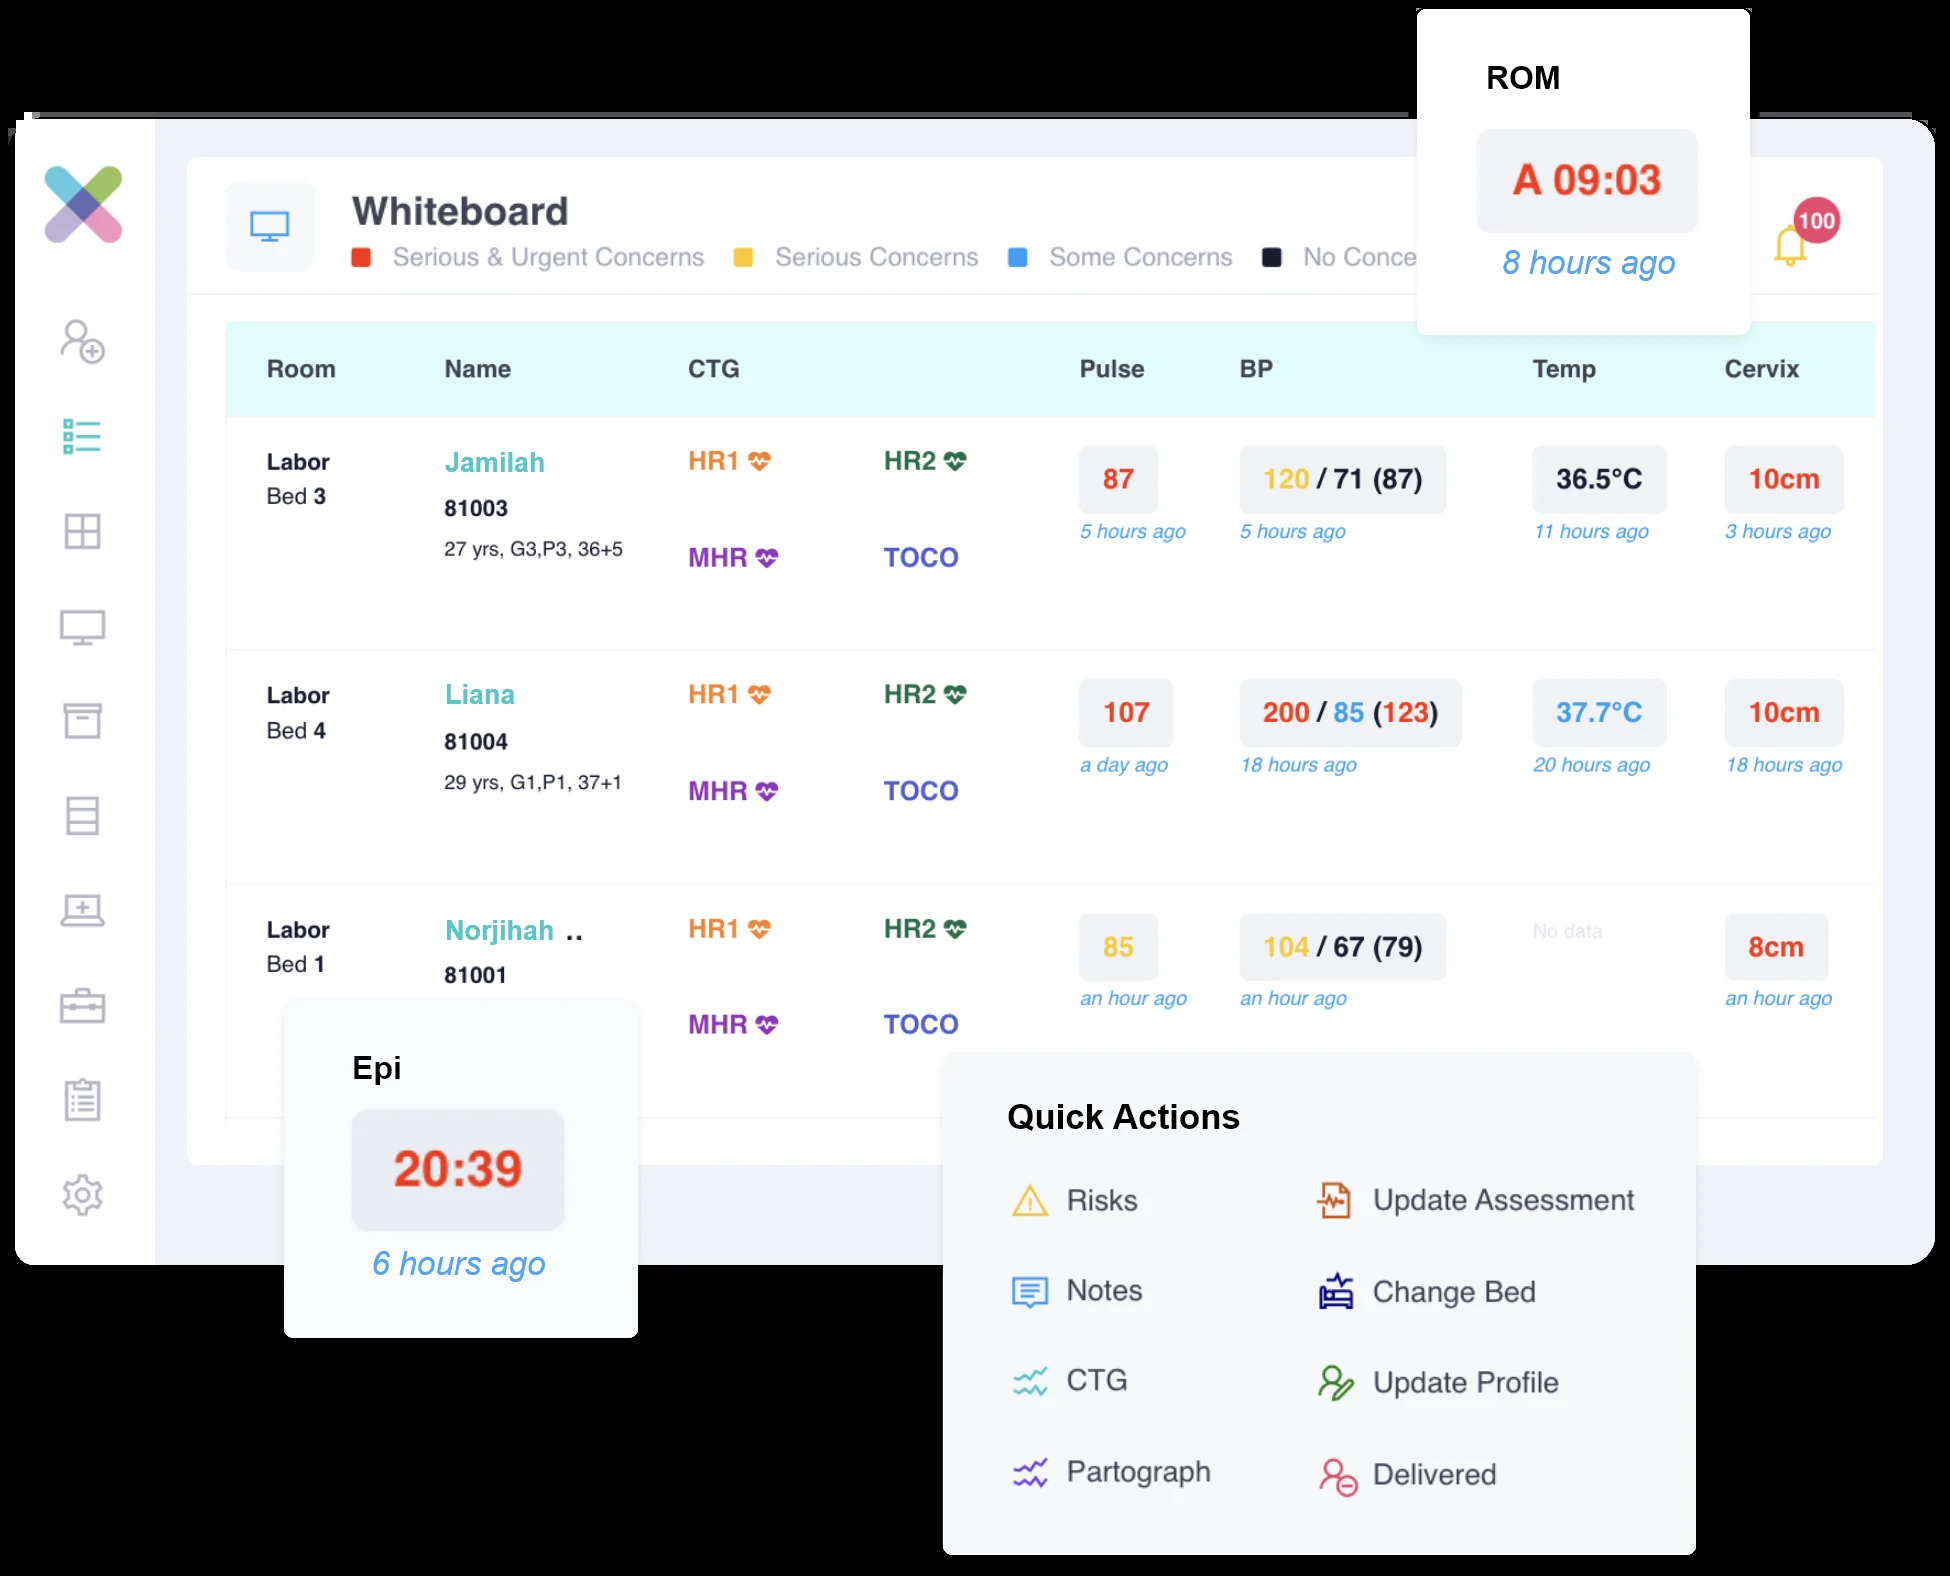 ROM
A 09:03
8 hours ago
Whiteboard
100
Serious & Urgent Concerns Serious Concerns Some Concerns No Conce
Room Name CTG Pulse BP Temp Cervix
Labor Jamilah HR1 HR2 87 120 / 71 (87) 36.5°C 10cm
Bed 3 81003 5 hours ago 5 hours ago 11 hours ago 3 hours ago
27 yrs, G3,P3, 36+5 MHR TOCO
Labor Liana HR1 HR2 107 200 / 85 (123) 37.7°C 10cm
Bed 4 81004 a day ago 18 hours ago 20 hours ago 18 hours ago
29 yrs, G1,P1, 37+1 MHR TOCO
Labor Norjihah .. HR1 HR2 85 104 / 67 (79) No data 8cm
Bed 1 81001 an hour ago an hour ago an hour ago
MHR TOCO
Epi
20:39
6 hours ago
Quick Actions
Risks Update Assessment
Notes Change Bed
CTG Update Profile
Partograph Delivered